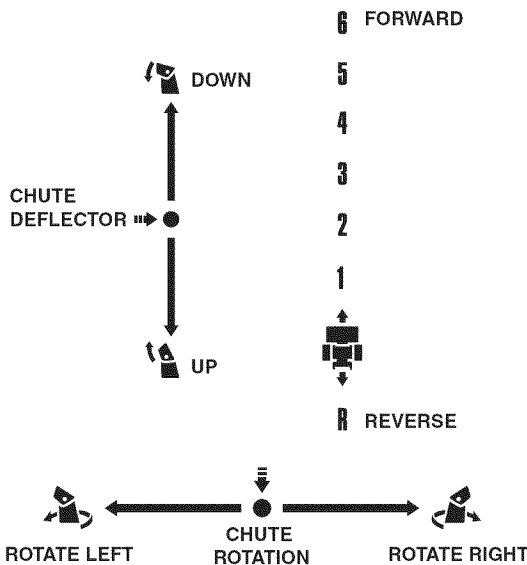 6 FORWARD
5
DOWN
4
3
CHUTE
DEFLECTOR
2
1
UP
R REVERSE
ROTATE LEFT
CHUTE
ROTATION
ROTATE RIGHT